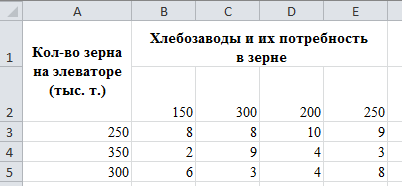 A B C D E
1 Кол-во зерна на элеваторе (тыс. т.) Хлебозаводы и их потребность в зерне
2 150 300 200 250
3 250 8 8 10 9
4 350 2 9 4 3
5 300 6 3 4 8